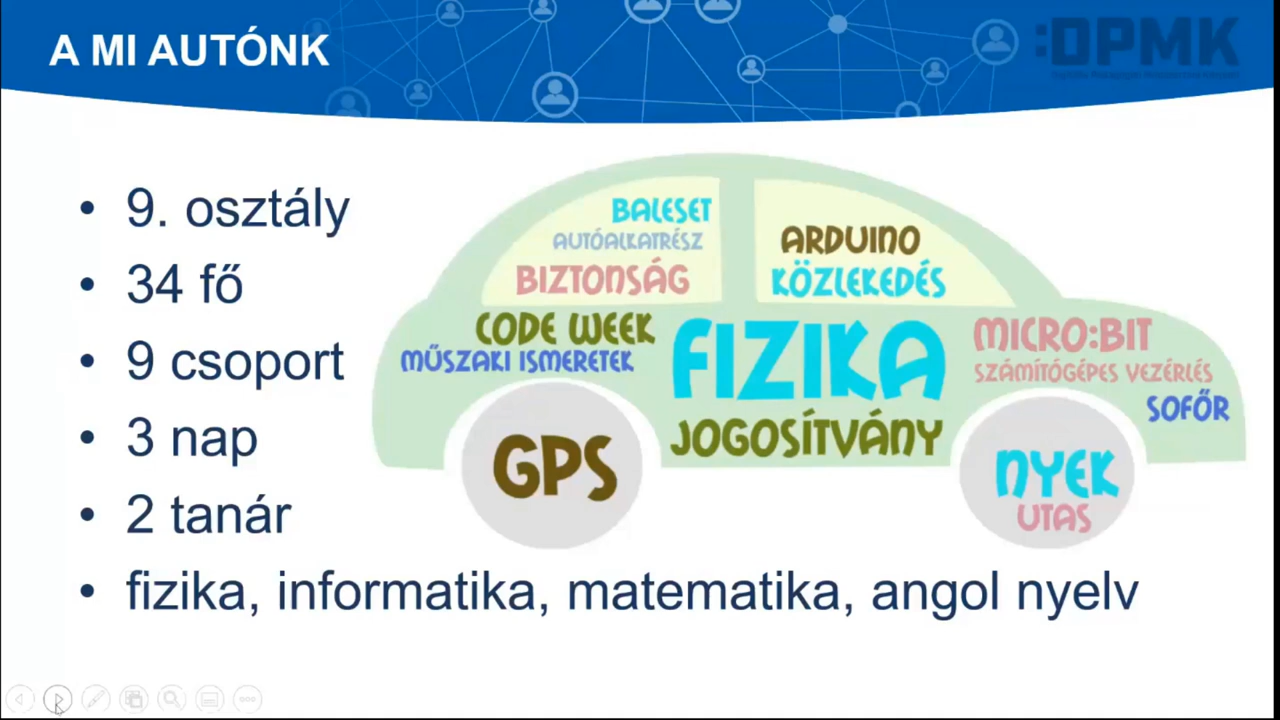 A MI AUTÓNK
:DPMK
• 9. osztály
• 34 fő
• 9 csoport
• 3 nap
• 2 tanár
• fizika, informatika, matematika, angol nyelv
BALESET
AUTÓALKATRÉSZ
BIZTONSÁG
ARDUINO
KÖZLEKEDÉS
CODE WEEK
MŰSZAKI ISMERETEK
FIZIKA
JOGOSÍTVÁNY
MICRO:BIT
SZÁMÍTÓGÉPES VEZÉRLÉS
SOFŐR
GPS
NYEK
UTAS